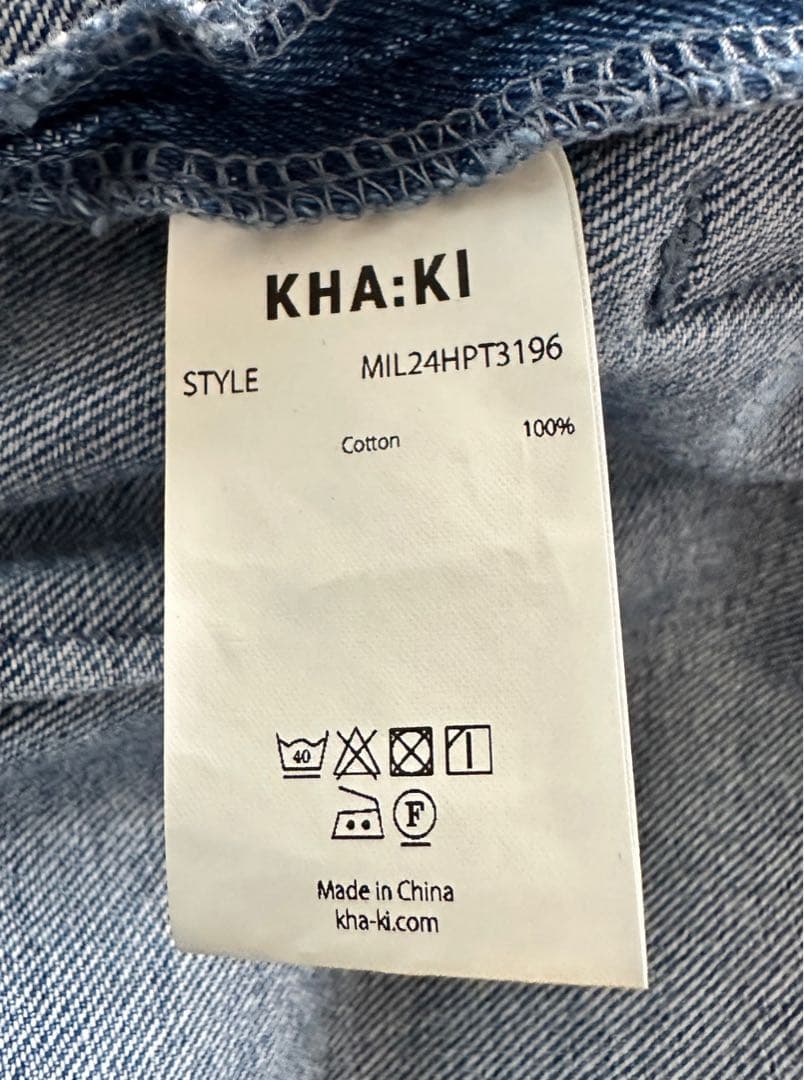 KHA:KI
STYLE MIL24HPT3196
Cotton 100%
40
F
Made in China
kha-ki.com